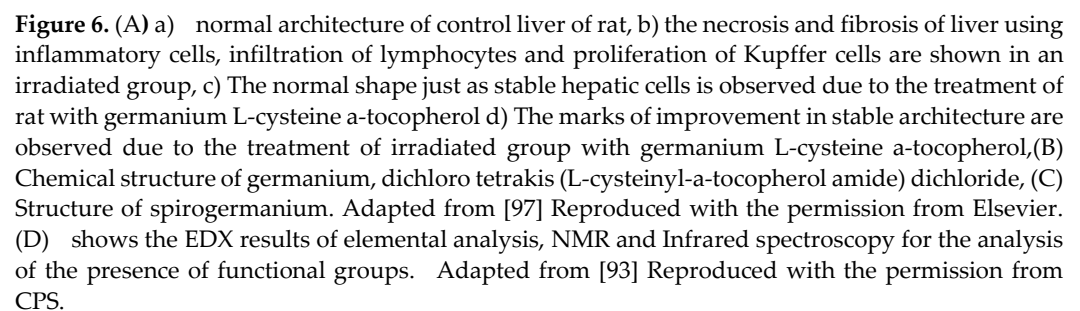 Figure 6. (A) a) normal architecture of control liver of rat, b) the necrosis and fibrosis of liver using
inflammatory cells, infiltration of lymphocytes and proliferation of Kupffer cells are shown in an
irradiated group, c) The normal shape just as stable hepatic cells is observed due to the treatment of
rat with germanium L-cysteine a-tocopherol d) The marks of improvement in stable architecture are
observed due to the treatment of irradiated group with germanium L-cysteine a-tocopherol,(B)
Chemical structure of germanium, dichloro tetrakis (L-cysteinyl-a-tocopherol amide) dichloride, (C)
Structure of spirogermanium. Adapted from [97] Reproduced with the permission from Elsevier.
(D) shows the EDX results of elemental analysis, NMR and Infrared spectroscopy for the analysis
of the presence of functional groups. Adapted from [93] Reproduced with the permission from
CPS.